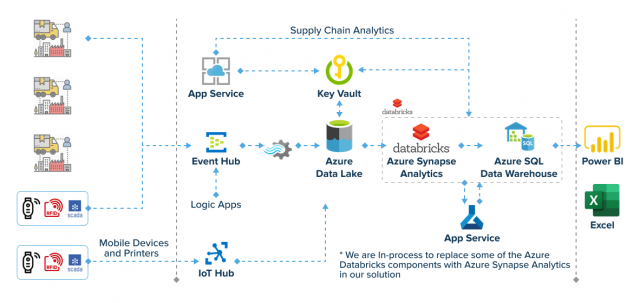 Supply Chain Analytics
App Service
Key Vault
databricks
databricks
Event Hub
Azure
Data Lake
Azure Synapse
Analytics
Azure SQL
Data Warehouse
SQL
Power BI
Logic Apps
RFID
scada
App Service
Excel
Mobile Devices
and Printers
RFID
scada
IoT Hub
* We are In-process to replace some of the Azure
Databricks components with Azure Synapse Analytics
in our solution